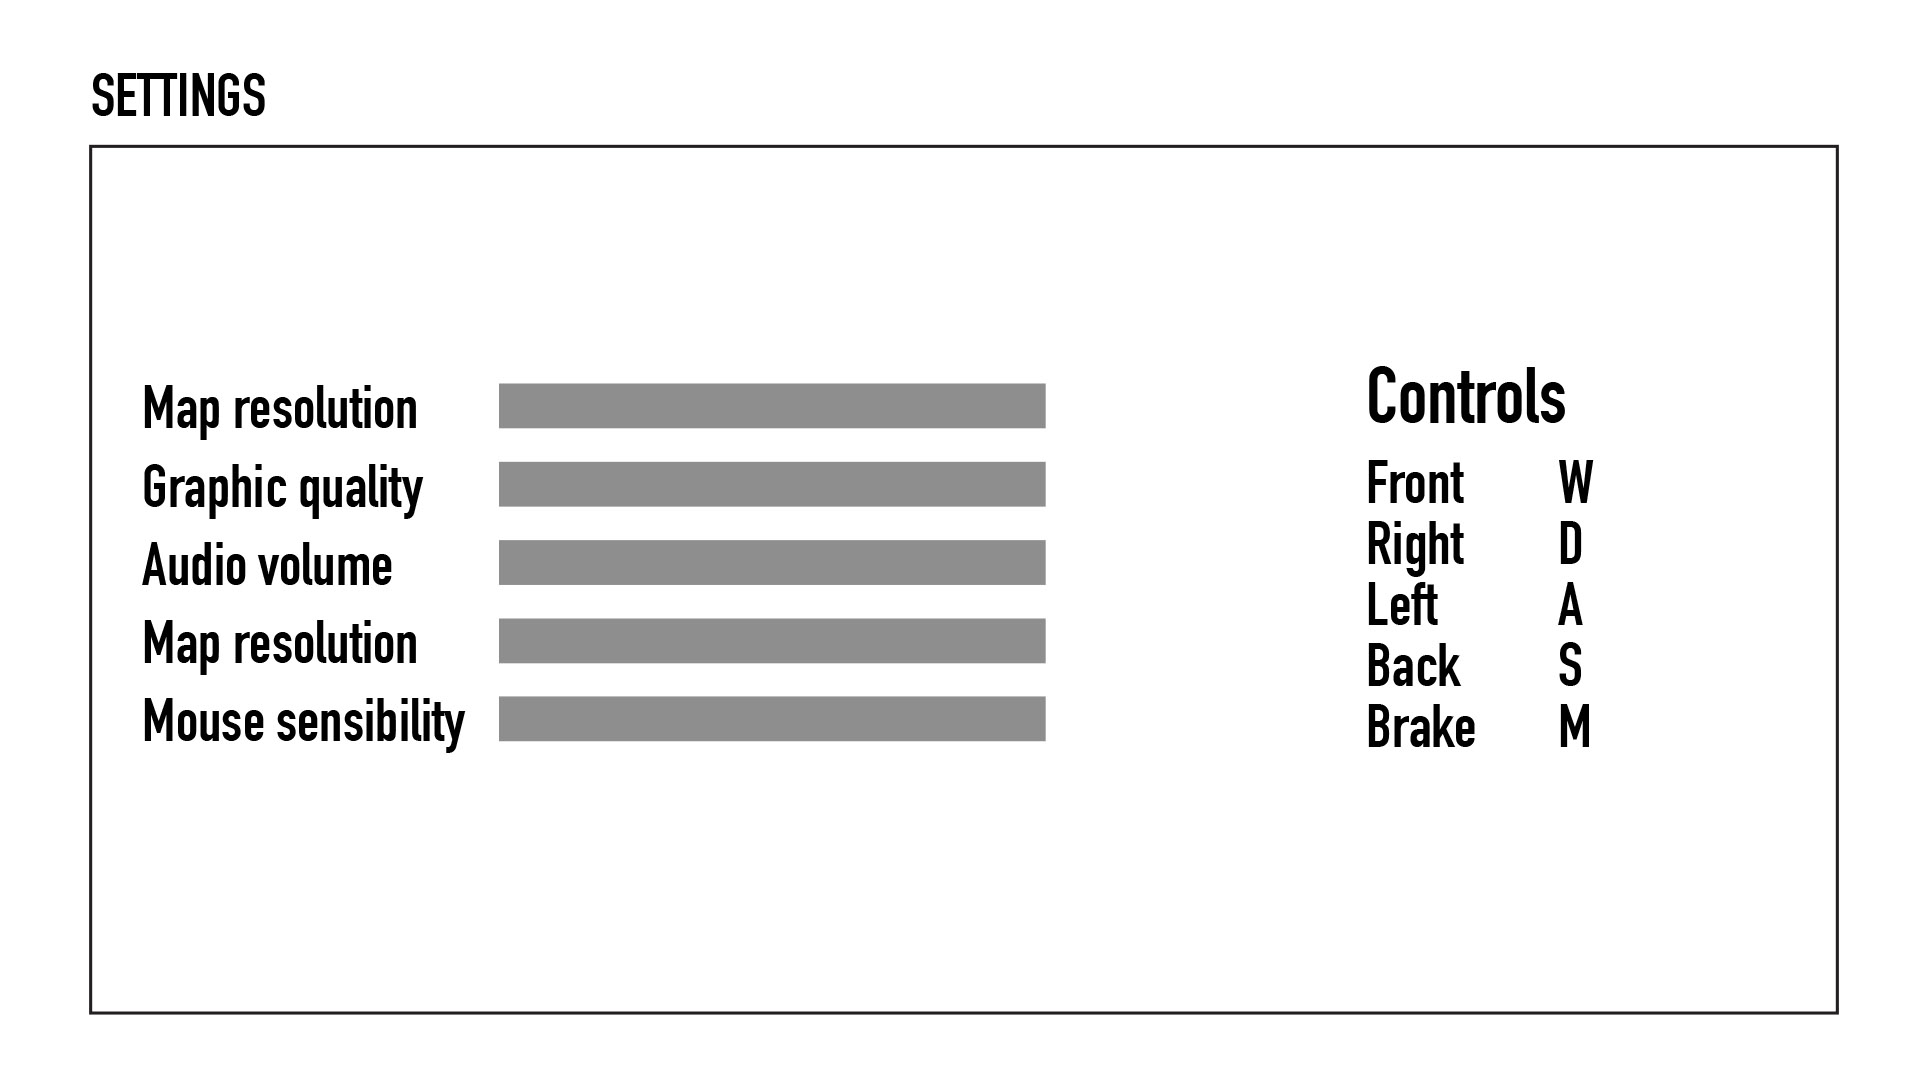 SETTINGS
Map resolution
Graphic quality
Audio volume
Map resolution
Mouse sensibility
Controls
Front W
Right D
Left A
Back S
Brake M